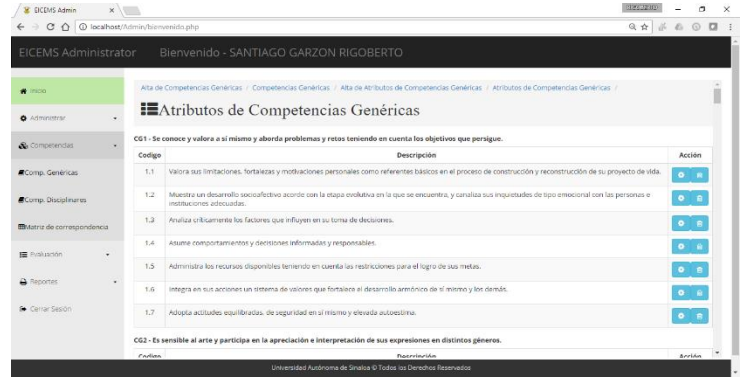 EICEMS Admin
localhost/Admin/bienvenido.php
EICEMS Administrator
Bienvenido - SANTIAGO GARZON RIGOBERTO
Inicio
Administrar
Competencias
Comp. Genéricas
Comp. Disciplinares
Matriz de correspondencia
Evaluación
Reportes
Cerrar Sesión
Alta de Competencias Genéricas / Competencias Genéricas / Alta de Atributos de Competencias Genéricas / Atributos de Competencias Genéricas /
Atributos de Competencias Genéricas
CG1 - Se conoce y valora a si mismo y aborda problemas y retos teniendo en cuenta los objetivos que persigue.
Codigo Descripción Acción
1.1 Valora sus limitaciones, fortalezas y motivaciones personales como referentes básicos en el proceso de construcción y reconstrucción de su proyecto de vida.
1.2 Muestra un desarrollo socioafectivo acorde con la etapa evolutiva en la que se encuentra, y canaliza sus inquietudes de tipo emocional con las personas e
instituciones adecuadas.
1.3 Analiza críticamente los factores que influyen en su toma de decisiones.
1.4 Asume comportamientos y decisiones informadas y responsables.
1.5 Administra los recursos disponibles teniendo en cuenta las restricciones para el logro de sus metas.
1.6 Integra en sus acciones un sistema de valores que fortalece el desarrollo armónico de sí mismo y los demás.
1.7 Adopta actitudes equilibradas, de seguridad en sí mismo y elevada autoestima.
CG2 - Es sensible al arte y participa en la apreciación e interpretación de sus expresiones en distintos géneros.
Codigo Descripción Acción
Universidad Autónoma de Sinaloa © Todos los Derechos Reservados